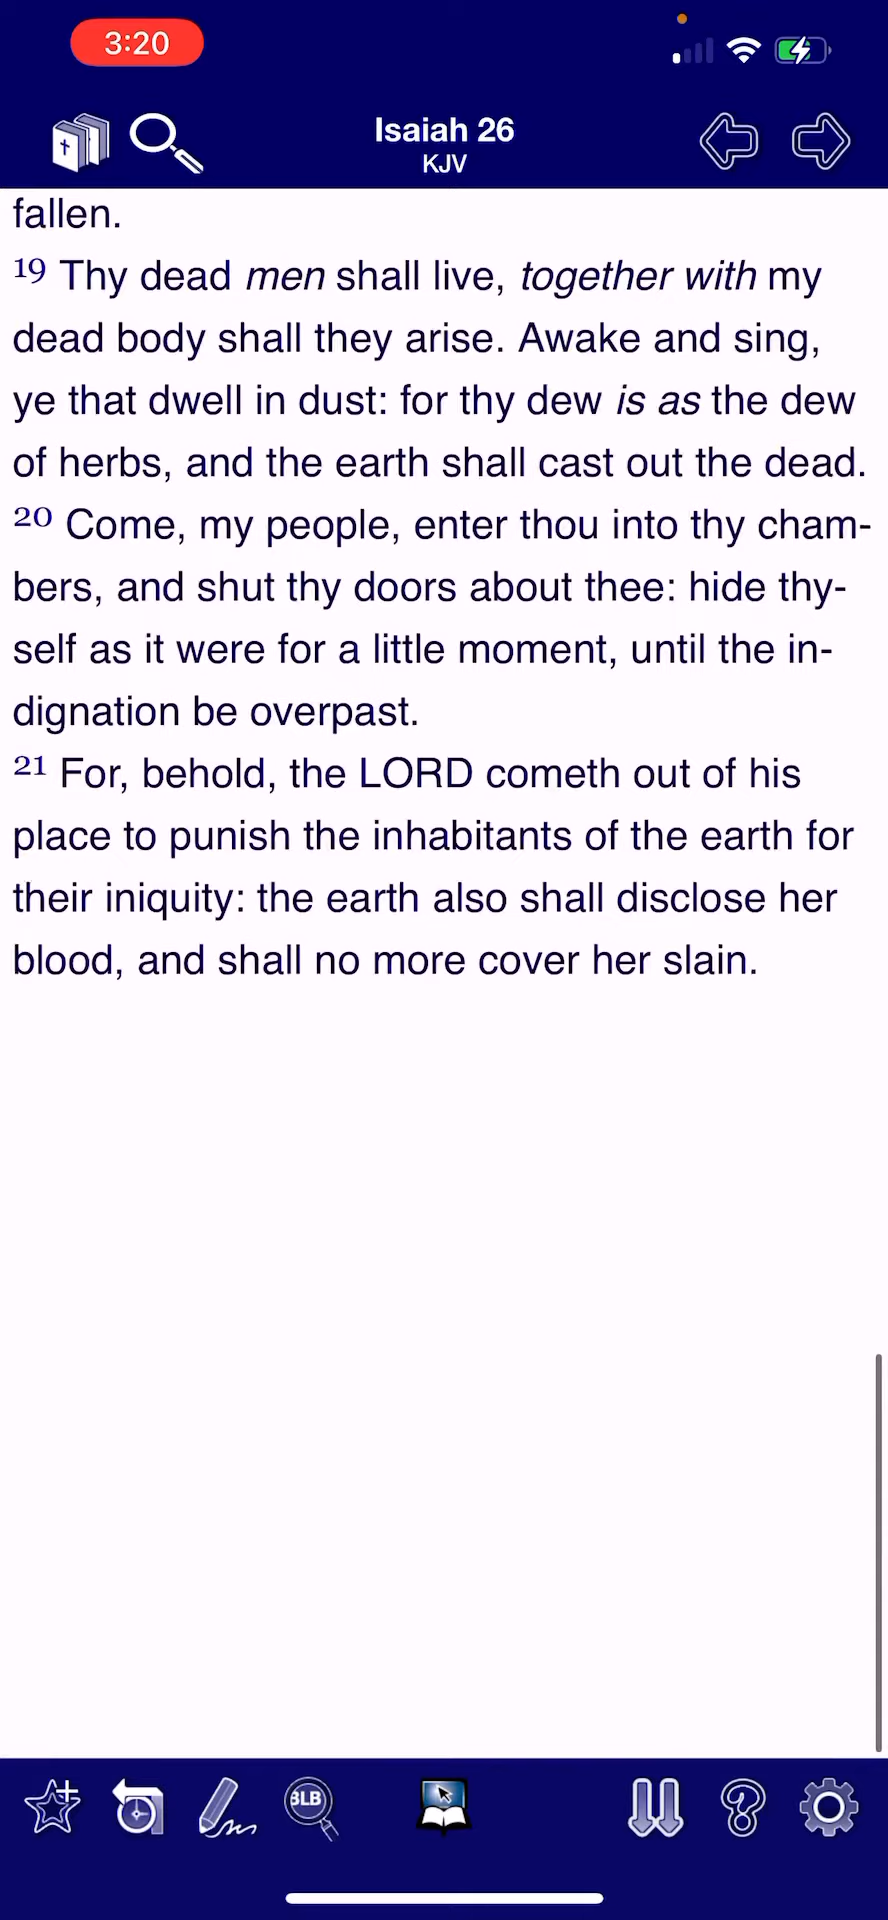 3:20
Isaiah 26
KJV
fallen.
19 Thy dead men shall live, together with my
dead body shall they arise. Awake and sing,
ye that dwell in dust: for thy dew is as the dew
of herbs, and the earth shall cast out the dead.
20 Come, my people, enter thou into thy cham-
bers, and shut thy doors about thee: hide thy-
self as it were for a little moment, until the in-
dignation be overpast.
21 For, behold, the LORD cometh out of his
place to punish the inhabitants of the earth for
their iniquity: the earth also shall disclose her
blood, and shall no more cover her slain.
BLB